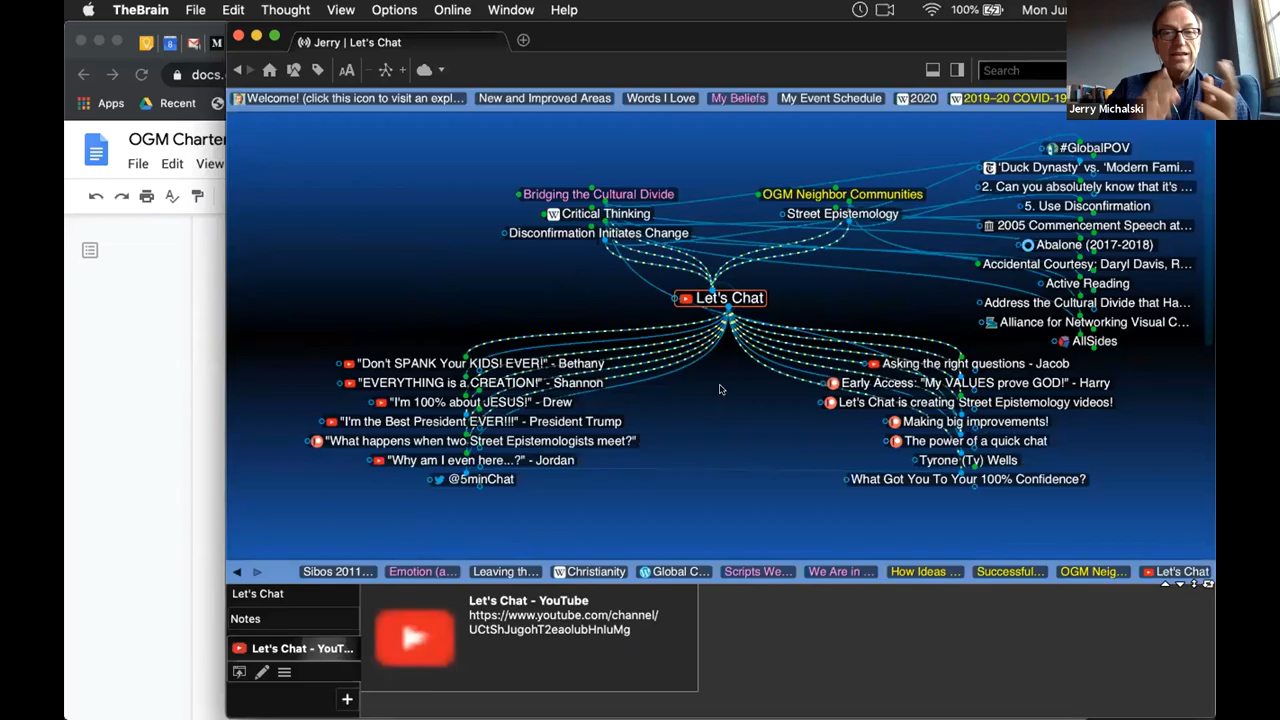 TheBrain File Edit Thought View Options Online Window Help 100% Mon Jun
Jerry | Let's Chat
docs.
Search
Apps Recent
Jerry Michalski
Welcome! (click this icon to visit an expl... New and Improved Areas Words I Love My Beliefs My Event Schedule 2020 2019–20 COVID-19
OGM Charter
File Edit View
#GlobalPOV
'Duck Dynasty' vs. 'Modern Fami...
2. Can you absolutely know that it's ...
5. Use Disconfirmation
2005 Commencement Speech at...
Abalone (2017-2018)
Accidental Courtesy: Daryl Davis, R...
Active Reading
Address the Cultural Divide that Ha...
Alliance for Networking Visual C...
AllSides
Bridging the Cultural Divide
Critical Thinking
Disconfirmation Initiates Change
OGM Neighbor Communities
Street Epistemology
Let's Chat
"Don't SPANK Your KIDS! EVER!" - Bethany
"EVERYTHING is a CREATION!" - Shannon
"I'm 100% about JESUS!" - Drew
"I'm the Best President EVER!!!" - President Trump
"What happens when two Street Epistemologists meet?"
"Why am I even here...?" - Jordan
@5minChat
Asking the right questions - Jacob
Early Access: "My VALUES prove GOD!" - Harry
Let's Chat is creating Street Epistemology videos!
Making big improvements!
The power of a quick chat
Tyrone (Ty) Wells
What Got You To Your 100% Confidence?
Sibos 2011... Emotion (a... Leaving th... Christianity Global C... Scripts We... We Are in ... How Ideas ... Successful... OGM Neig... Let's Chat
Let's Chat
Notes
Let's Chat - YouT...
Let's Chat - YouTube
https://www.youtube.com/channel/
UCtShJugohT2eaolubHnluMg